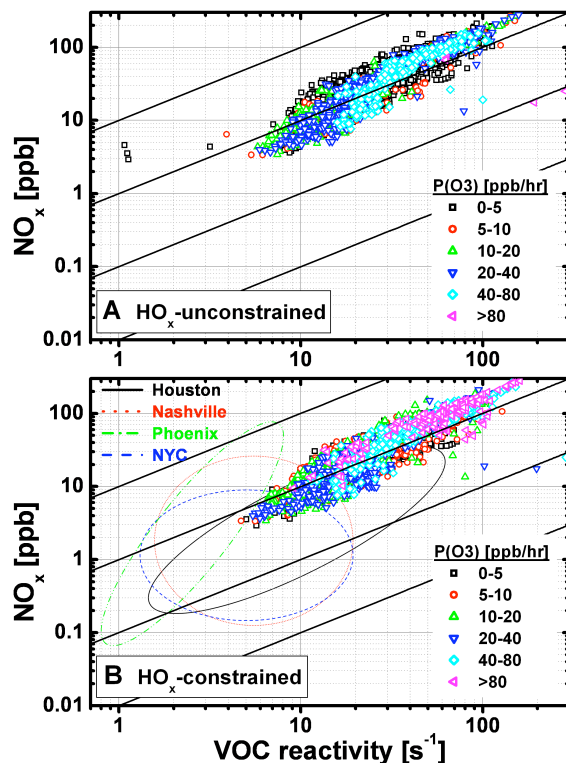 100
10
1
0.1
0.01
NOx [ppb]
A HOx-unconstrained
P(O3) [ppb/hr]
0-5
5-10
10-20
20-40
40-80
>80
1
10
100
100
10
1
0.1
0.01
NOx [ppb]
Houston
Nashville
Phoenix
NYC
B HOx-constrained
P(O3) [ppb/hr]
0-5
5-10
10-20
20-40
40-80
>80
1
10
100
VOC reactivity [s⁻¹]